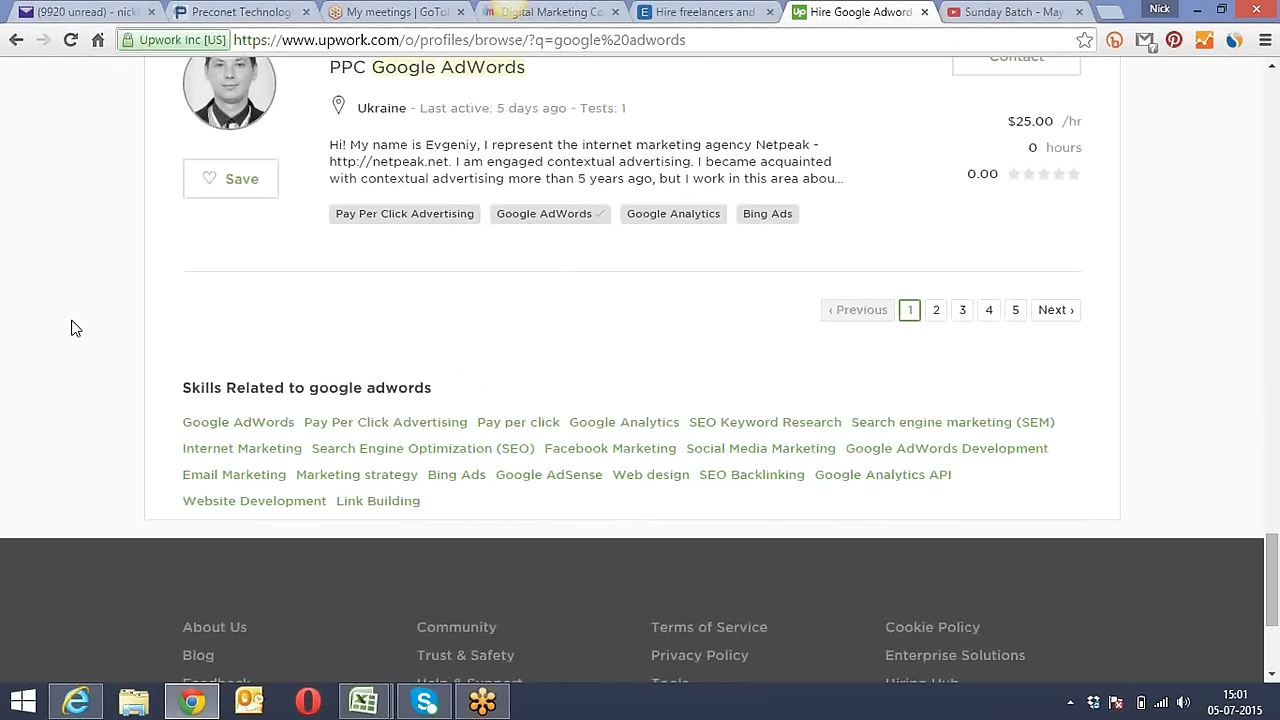 (9920 unread) - nickl
Preconet Technolog
My meetings | GoTo
Digital Marketing Co
Hire freelancers and
Hire Google Adword
Sunday Batch - May
Nick
Upwork Inc [US]
https://www.upwork.com/o/profiles/browse/?q=google%20adwords
PPC Google AdWords
Contact
Ukraine - Last active: 5 days ago - Tests: 1
$25.00 /hr
Hi! My name is Evgeniy, I represent the internet marketing agency Netpeak -
0 hours
http://netpeak.net. I am engaged contextual advertising. I became acquainted
0.00
with contextual advertising more than 5 years ago, but I work in this area abou...
Save
Pay Per Click Advertising
Google AdWords
Google Analytics
Bing Ads
‹ Previous 1 2 3 4 5 Next ›
Skills Related to google adwords
Google AdWords Pay Per Click Advertising Pay per click Google Analytics SEO Keyword Research Search engine marketing (SEM)
Internet Marketing Search Engine Optimization (SEO) Facebook Marketing Social Media Marketing Google AdWords Development
Email Marketing Marketing strategy Bing Ads Google AdSense Web design SEO Backlinking Google Analytics API
Website Development Link Building
About Us Community Terms of Service Cookie Policy
Blog Trust & Safety Privacy Policy Enterprise Solutions
Feedback Help & Support Tools Hiring Hub
15:01
05-07-2015